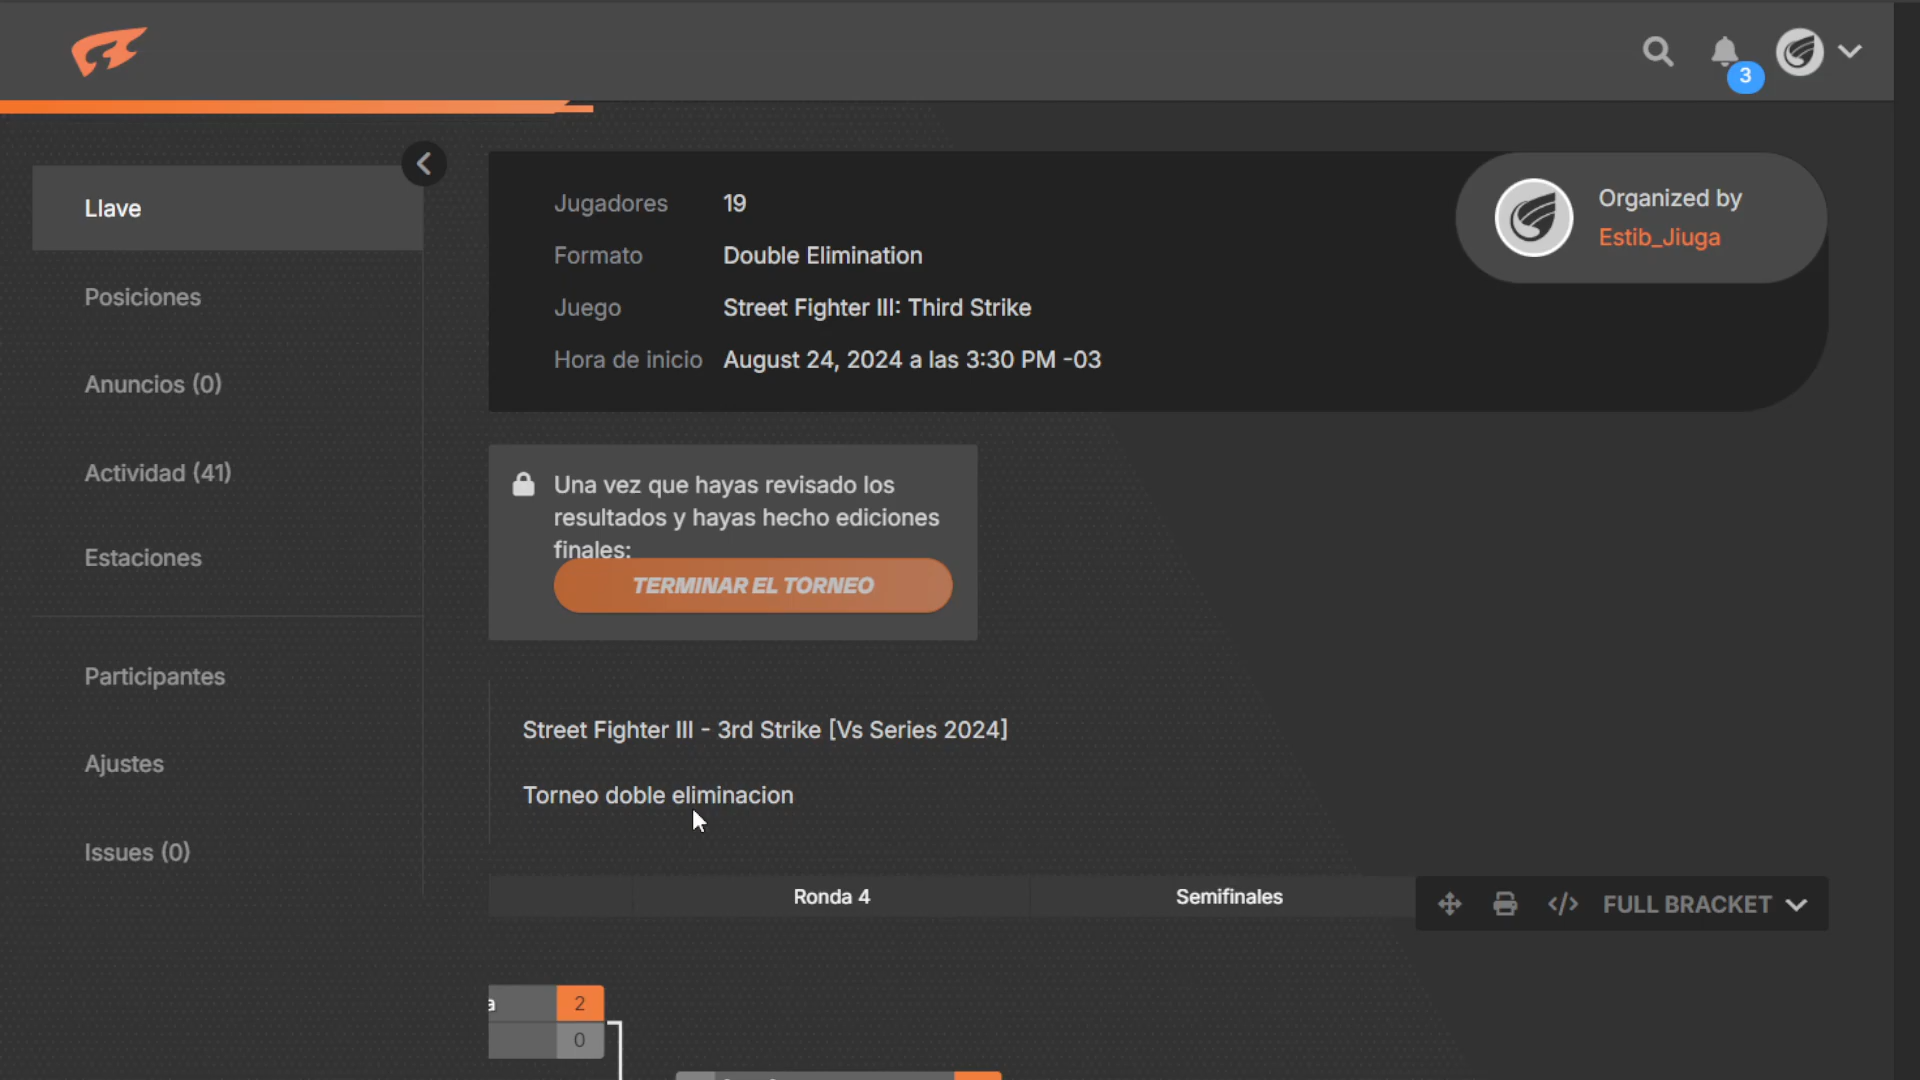 3
Llave
Posiciones
Anuncios (0)
Actividad (41)
Estaciones
Participantes
Ajustes
Issues (0)
Jugadores 19
Formato Double Elimination
Juego Street Fighter III: Third Strike
Hora de inicio August 24, 2024 a las 3:30 PM -03
Organized by
Estib_Jiuga
Una vez que hayas revisado los
resultados y hayas hecho ediciones
finales:
TERMINAR EL TORNEO
Street Fighter III - 3rd Strike [Vs Series 2024]
Torneo doble eliminacion
Ronda 4
Semifinales
</> FULL BRACKET
a 2
0